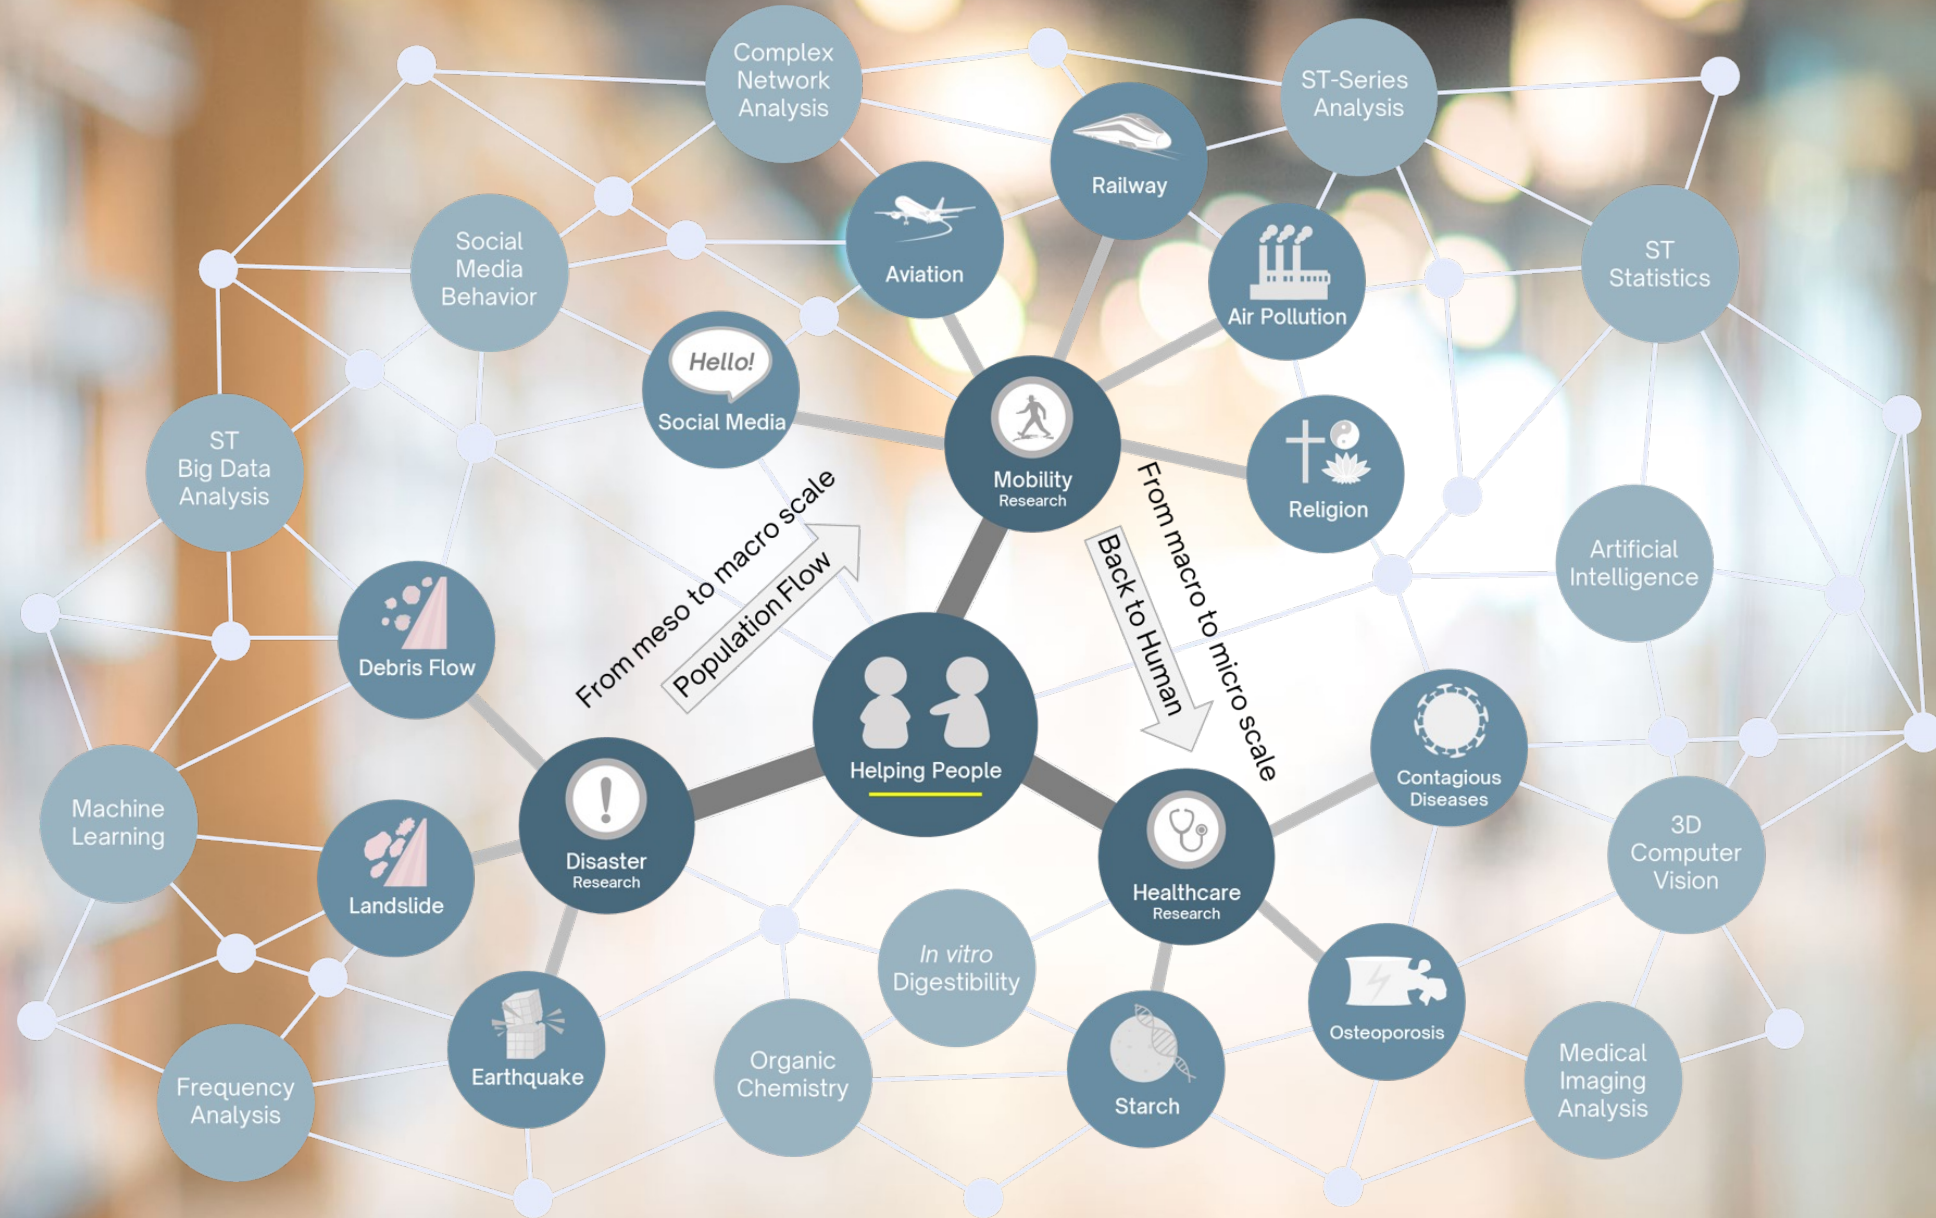 Complex
Network
Analysis
ST-Series
Analysis
Railway
Aviation
Social
Media
Behavior
Air Pollution
ST
Statistics
Hello!
Social Media
Mobility
Research
Religion
ST
Big Data
Analysis
From meso to macro scale
Population Flow
From macro to micro scale
Back to Human
Artificial
Intelligence
Debris Flow
Helping People
Contagious
Diseases
Machine
Learning
Disaster
Research
Healthcare
Research
3D
Computer
Vision
Landslide
In vitro
Digestibility
Osteoporosis
Earthquake
Organic
Chemistry
Starch
Medical
Imaging
Analysis
Frequency
Analysis